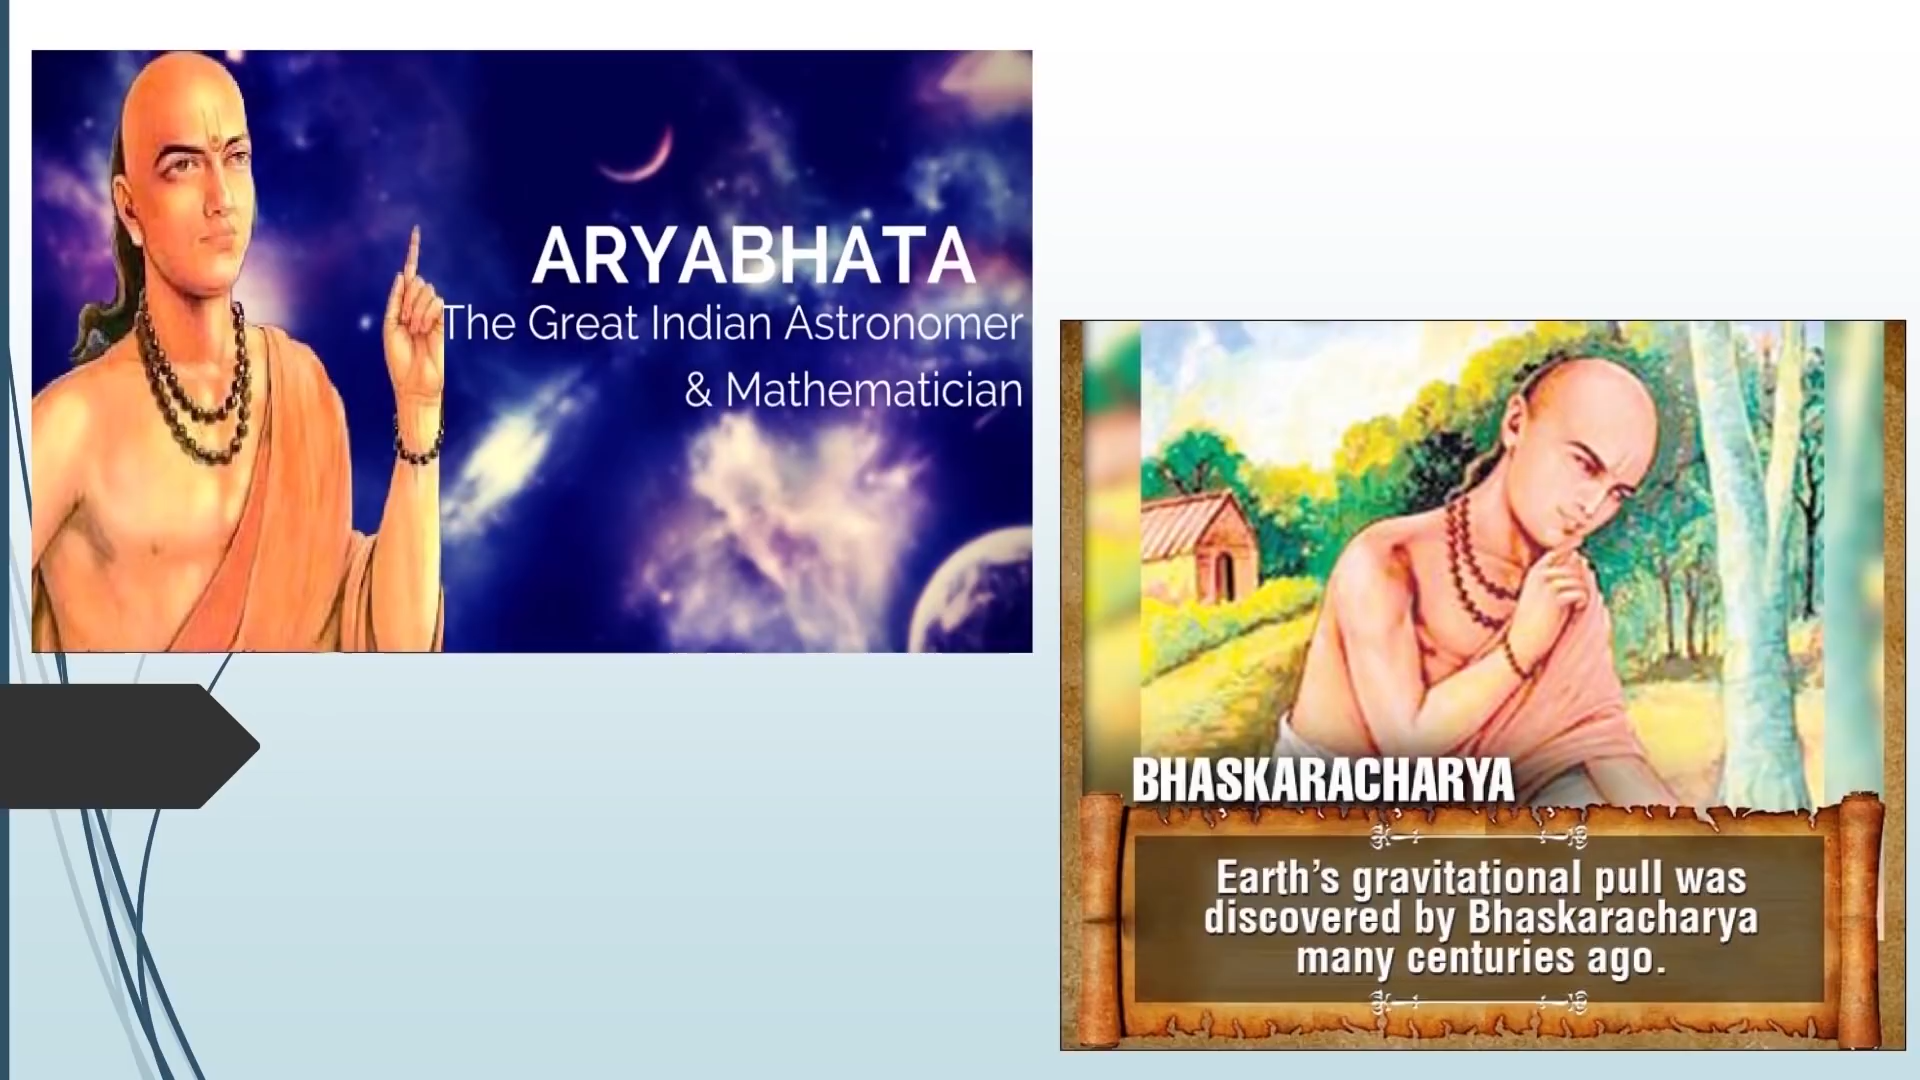 ARYABHATA
The Great Indian Astronomer
& Mathematician
BHASKARACHARYA
Earth's gravitational pull was
discovered by Bhaskaracharya
many centuries ago.